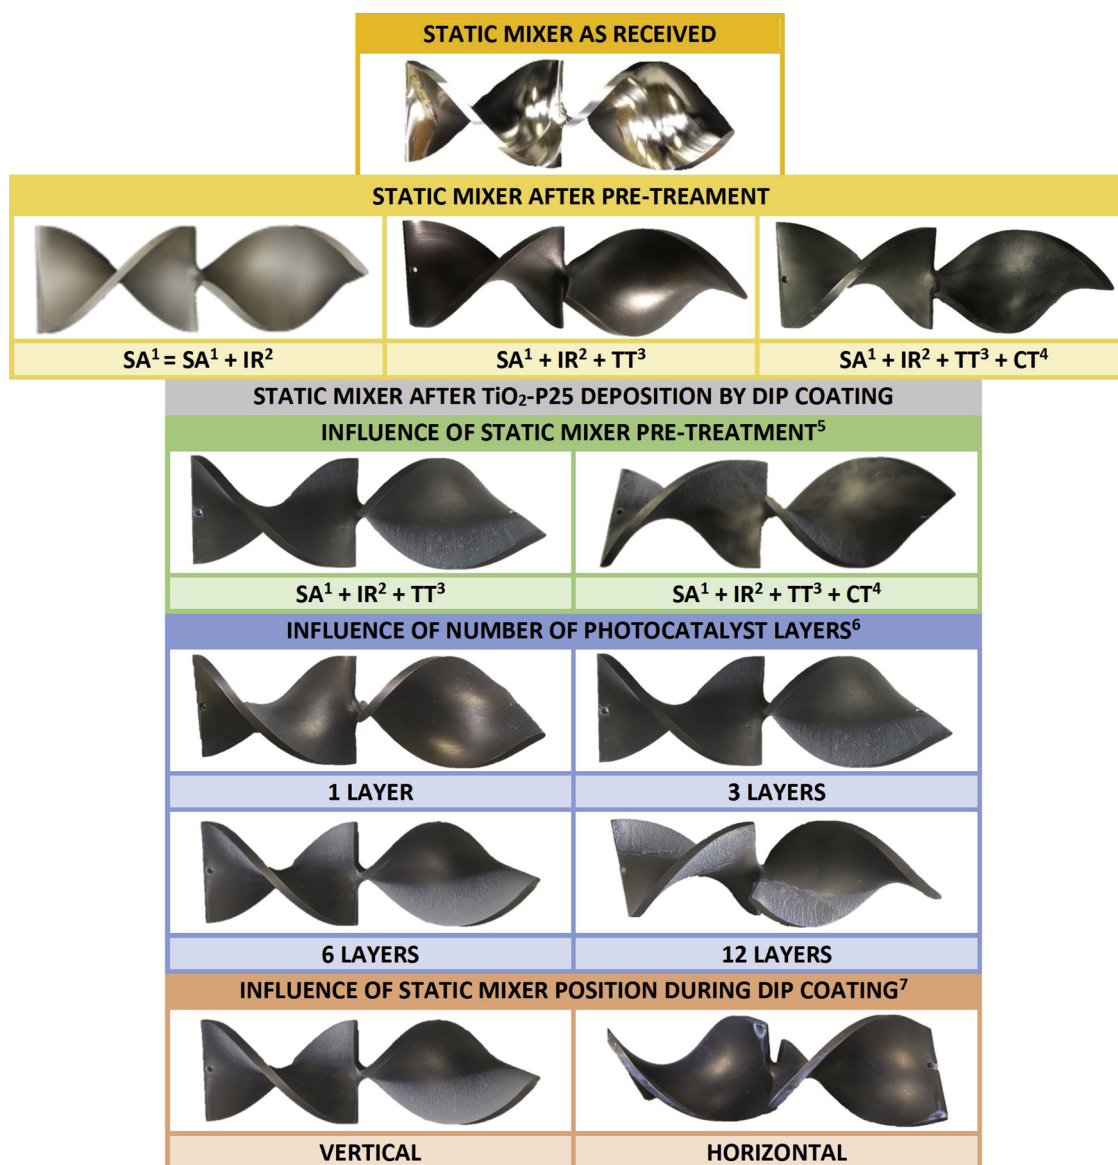 STATIC MIXER AS RECEIVED
STATIC MIXER AFTER PRE-TREAMENT
SA¹ = SA¹ + IR²
SA¹ + IR² + TT³
SA¹ + IR² + TT³ + CT⁴
STATIC MIXER AFTER TiO₂-P25 DEPOSITION BY DIP COATING
INFLUENCE OF STATIC MIXER PRE-TREATMENT⁵
SA¹ + IR² + TT³
SA¹ + IR² + TT³ + CT⁴
INFLUENCE OF NUMBER OF PHOTOCATALYST LAYERS⁶
1 LAYER
3 LAYERS
6 LAYERS
12 LAYERS
INFLUENCE OF STATIC MIXER POSITION DURING DIP COATING⁷
VERTICAL
HORIZONTAL